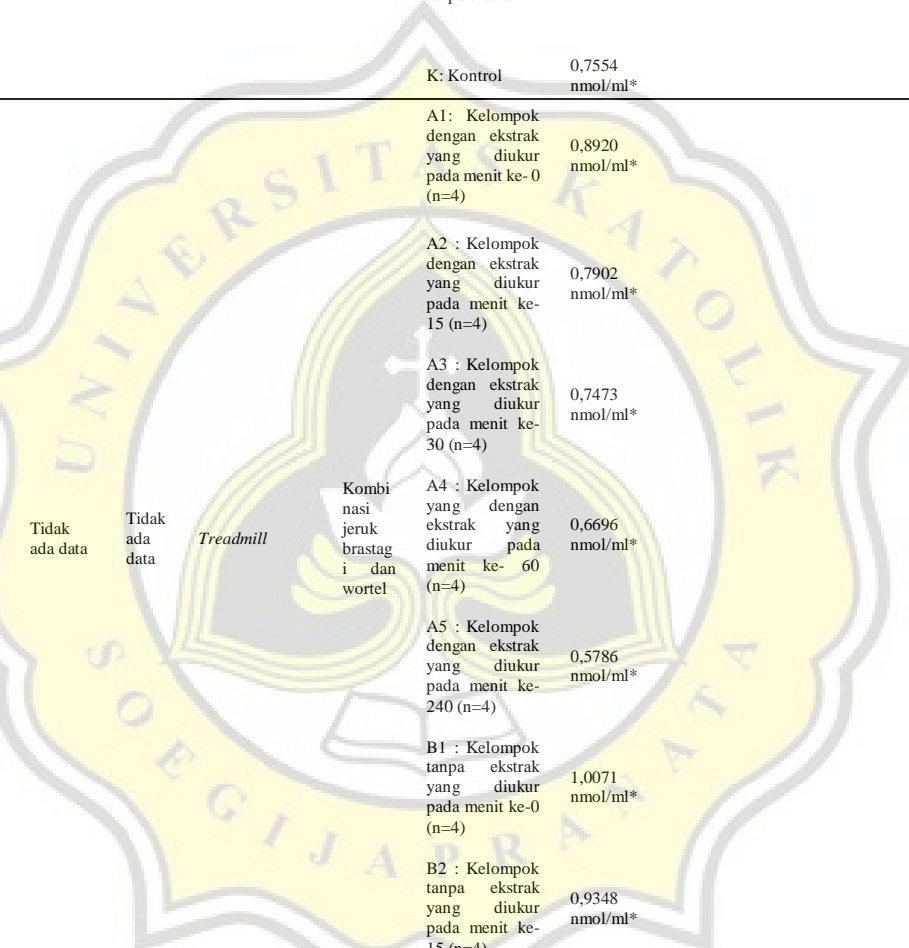 K: Kontrol
0,7554
nmol/ml*
Tidak
ada data
Tidak
ada
data
Treadmill
Kombi
nasi
jeruk
brastag
i dan
wortel
A1: Kelompok
dengan ekstrak
yang diukur
pada menit ke- 0
(n=4)
0,8920
nmol/ml*
A2 : Kelompok
dengan ekstrak
yang diukur
pada menit ke-
15 (n=4)
0,7902
nmol/ml*
A3 : Kelompok
dengan ekstrak
yang diukur
pada menit ke-
30 (n=4)
0,7473
nmol/ml*
A4 : Kelompok
yang dengan
ekstrak yang
diukur pada
menit ke- 60
(n=4)
0,6696
nmol/ml*
A5 : Kelompok
dengan ekstrak
yang diukur
pada menit ke-
240 (n=4)
0,5786
nmol/ml*
B1 : Kelompok
tanpa ekstrak
yang diukur
pada menit ke-0
(n=4)
1,0071
nmol/ml*
B2 : Kelompok
tanpa ekstrak
yang diukur
pada menit ke-
15 (n=4)
0,9348
nmol/ml*
UNIVERSITAS KATOLIK
SOEGIJAPRANATA